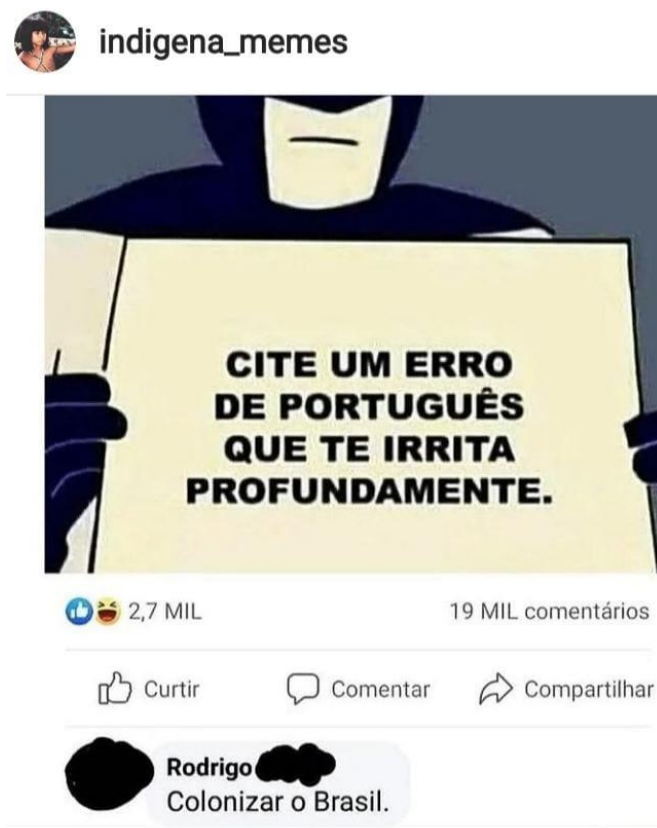 indigena_memes
CITE UM ERRO
DE PORTUGUÊS
QUE TE IRRITA
PROFUNDAMENTE.
2,7 MIL 19 MIL comentários
Curtir Comentar Compartilhar
Rodrigo
Colonizar o Brasil.